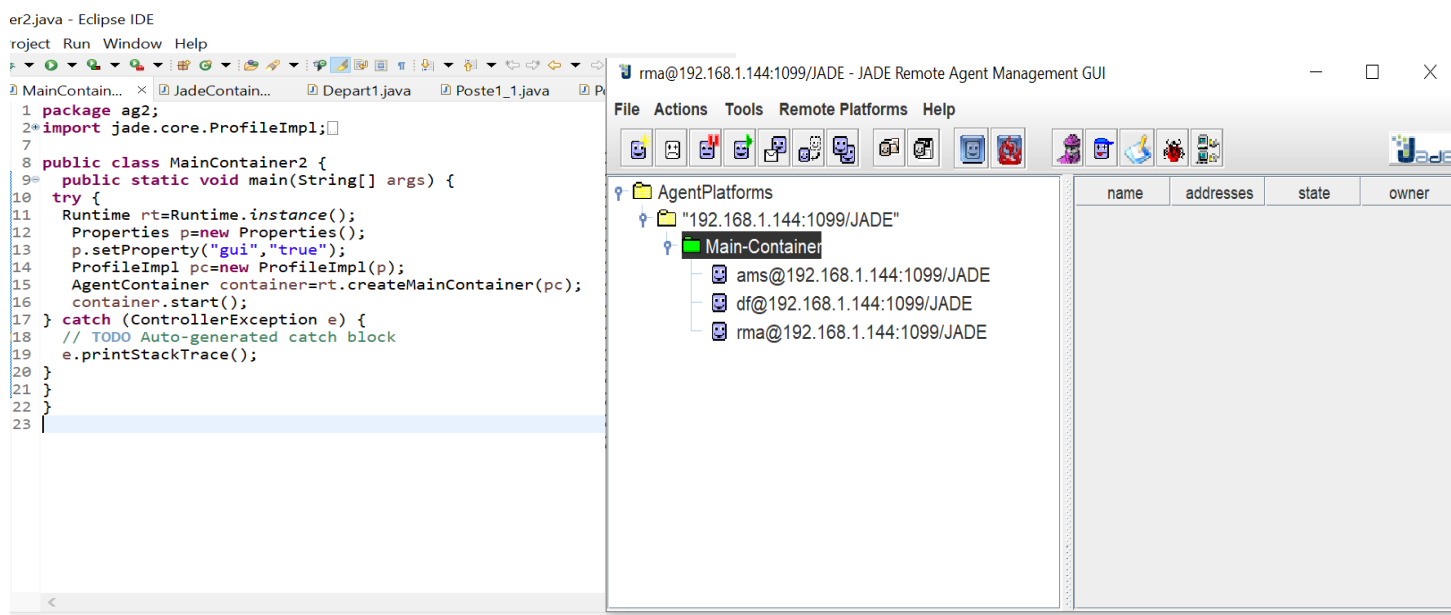 er2.java - Eclipse IDE
roject Run Window Help
MainContain... JadeContain... Depart1.java Poste1_1.java
1 package ag2;
2 import jade.core.ProfileImpl;
7
8 public class MainContainer2 {
9 public static void main(String[] args) {
10 try {
11 Runtime rt=Runtime.instance();
12 Properties p=new Properties();
13 p.setProperty("gui","true");
14 ProfileImpl pc=new ProfileImpl(p);
15 AgentContainer container=rt.createMainContainer(pc);
16 container.start();
17 } catch (ControllerException e) {
18 // TODO Auto-generated catch block
19 e.printStackTrace();
20 }
21 }
22 }
23
rma@192.168.1.144:1099/JADE - JADE Remote Agent Management GUI
File Actions Tools Remote Platforms Help
Jade
AgentPlatforms
"192.168.1.144:1099/JADE"
Main-Container
ams@192.168.1.144:1099/JADE
df@192.168.1.144:1099/JADE
rma@192.168.1.144:1099/JADE
name addresses state owner